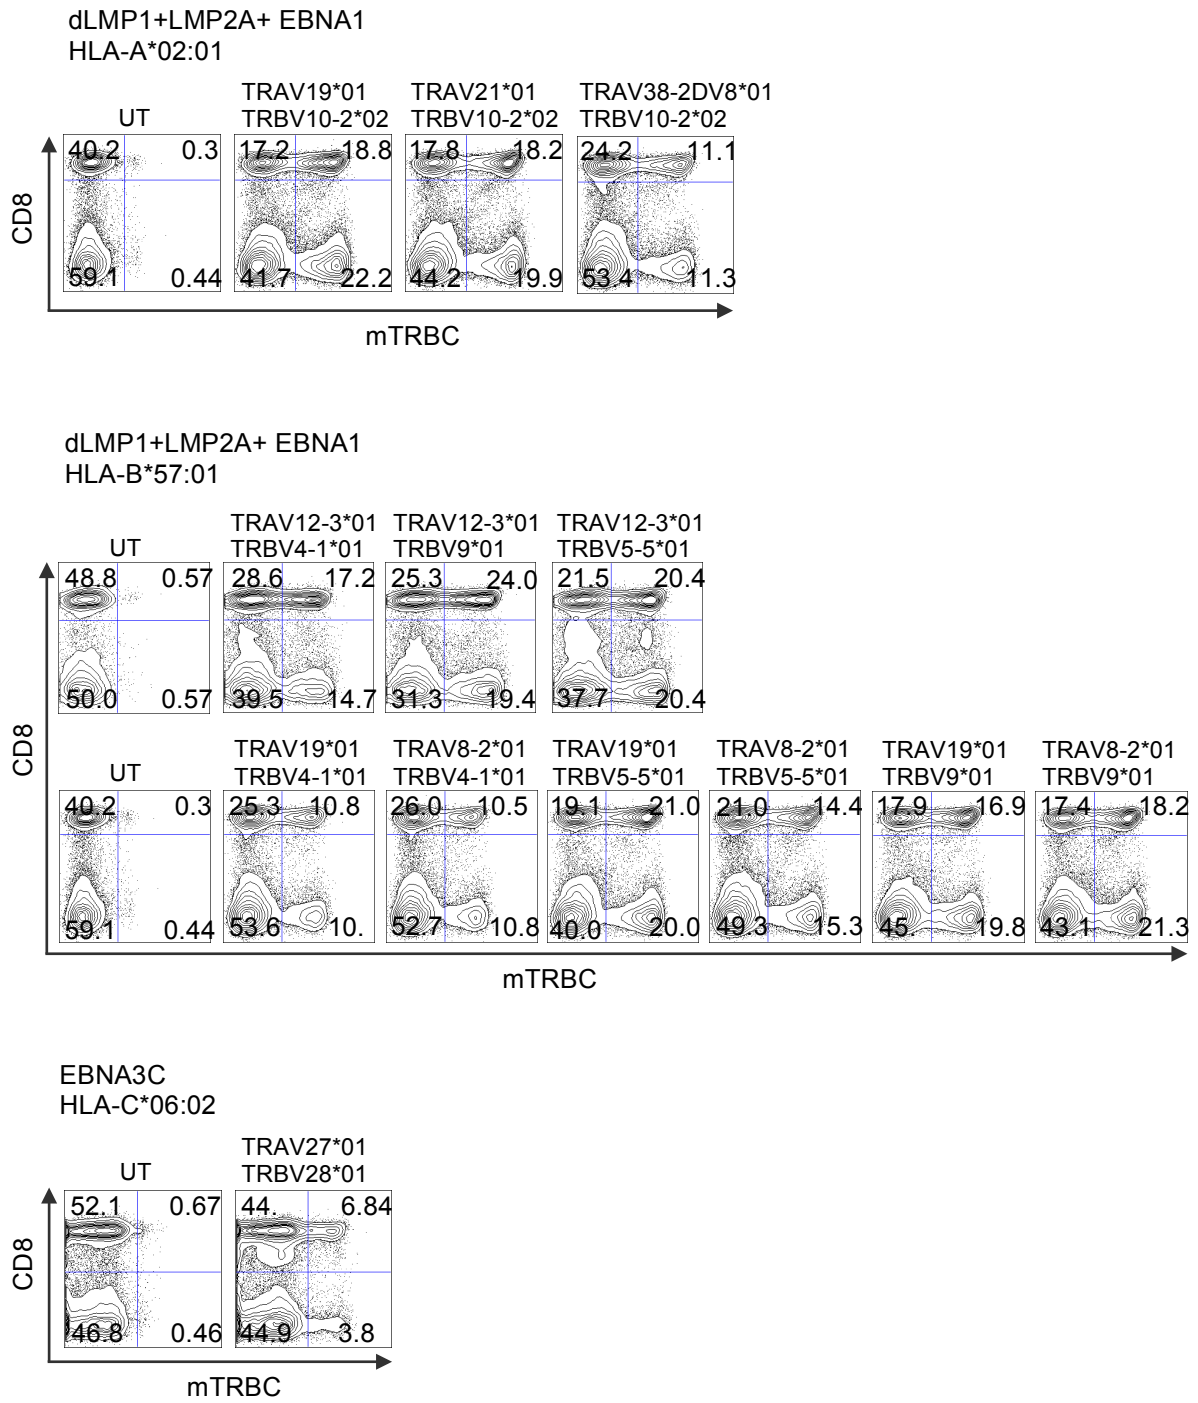 dLMP1+LMP2A+ EBNA1
HLA-A*02:01
UT
TRAV19*01
TRBV10-2*02
TRAV21*01
TRBV10-2*02
TRAV38-2DV8*01
TRBV10-2*02
40.2 0.3 17.2 18.8 17.8 18.2 24.2 11.1
59.1 0.44 41.7 22.2 44.2 19.9 53.4 11.3
CD8
mTRBC
dLMP1+LMP2A+ EBNA1
HLA-B*57:01
UT
TRAV12-3*01
TRBV4-1*01
TRAV12-3*01
TRBV9*01
TRAV12-3*01
TRBV5-5*01
48.8 0.57 28.6 17.2 25.3 24.0 21.5 20.4
50.0 0.57 39.5 14.7 31.3 19.4 37.7 20.4
CD8
UT
TRAV19*01
TRBV4-1*01
TRAV8-2*01
TRBV4-1*01
TRAV19*01
TRBV5-5*01
TRAV8-2*01
TRBV5-5*01
TRAV19*01
TRBV9*01
TRAV8-2*01
TRBV9*01
40.2 0.3 25.3 10.8 26.0 10.5 19.1 21.0 21.0 14.4 17.9 16.9 17.4 18.2
59.1 0.44 53.6 10. 52.7 10.8 40.0 20.0 49.3 15.3 45. 19.8 43.1 21.3
mTRBC
EBNA3C
HLA-C*06:02
UT
TRAV27*01
TRBV28*01
52.1 0.67 44. 6.84
46.8 0.46 44.9 3.8
CD8
mTRBC